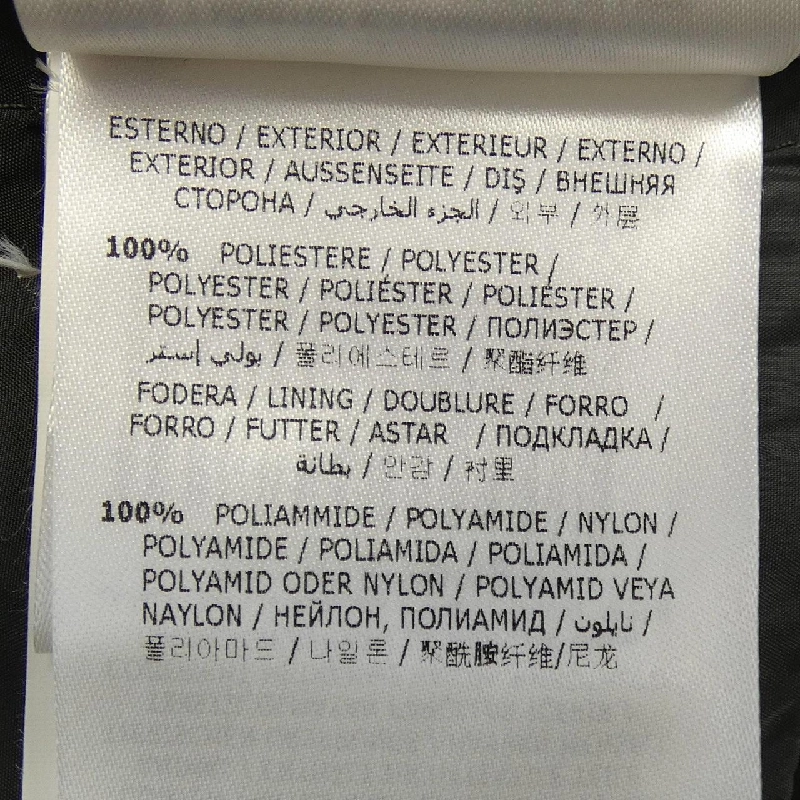 ESTERNO / EXTERIOR / EXTERIEUR / EXTERNO /
EXTERIOR / AUSSENSEITE / DIŞ / ВНЕШНЯЯ
СТОРОНА / الجزء الخارجي / 외부 / 外层
100% POLIESTERE / POLYESTER /
POLYESTER / POLIÉSTER / POLIÉSTER /
POLYESTER / POLYESTER / ПОЛИЭСТЕР /
بولي إستر / 폴리에스테르 / 聚酯纤维
FODERA / LINING / DOUBLURE / FORRO /
FORRO / FUTTER / ASTAR / ПОДКЛАДКА /
بطانة / 안감 / 衬里
100% POLIAMMIDE / POLYAMIDE / NYLON /
POLYAMIDE / POLIAMIDA / POLIAMIDA /
POLYAMID ODER NYLON / POLYAMID VEYA
NAYLON / НЕЙЛОН, ПОЛИАМИД / نايلون /
폴리아마드 / 나일론 / 聚酰胺纤维/尼龙